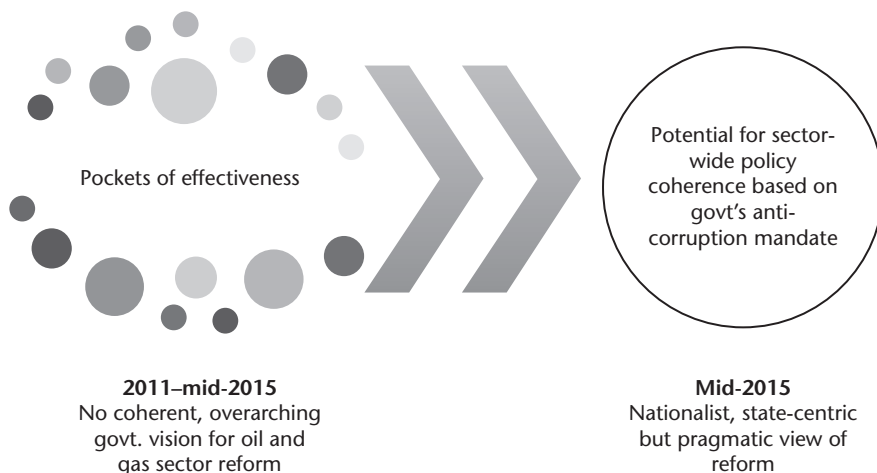 Pockets of effectiveness
Potential for sector-
wide policy
coherence based on
govt’s anti-
corruption mandate
2011–mid-2015
No coherent, overarching
govt. vision for oil and
gas sector reform
Mid-2015
Nationalist, state-centric
but pragmatic view of
reform